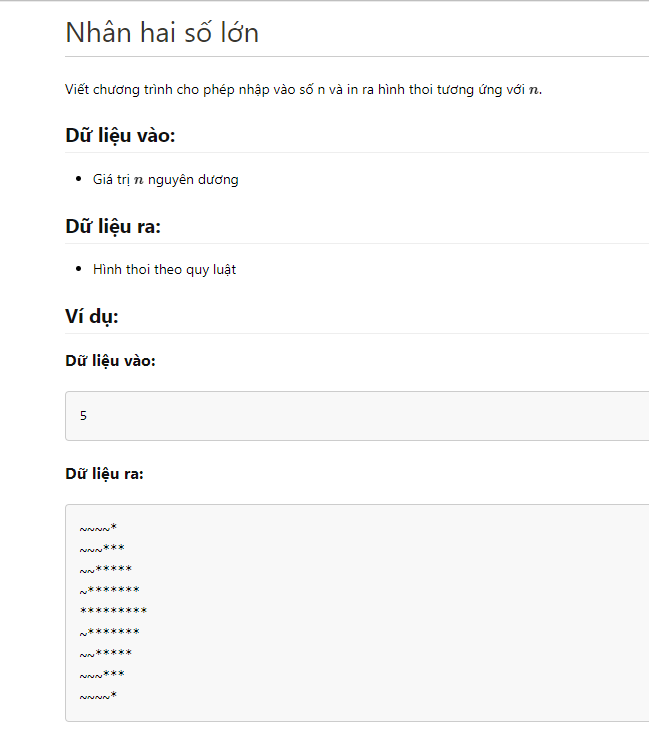 Nhân hai số lớn
Viết chương trình cho phép nhập vào số n và in ra hình thoi tương ứng với n.
Dữ liệu vào:
• Giá trị n nguyên dương
Dữ liệu ra:
• Hình thoi theo quy luật
Ví dụ:
Dữ liệu vào:
5
Dữ liệu ra:
~~~~*
~~~***
~~*****
~*******
*********
~*******
~~*****
~~~***
~~~~*